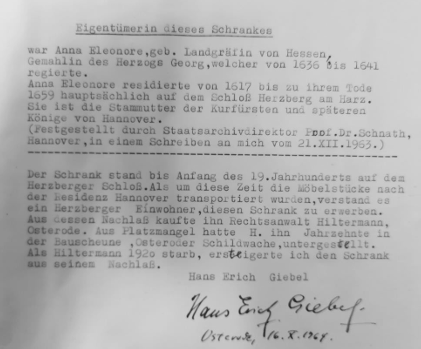 Eigentümerin dieses Schrankes
war Anna Eleonore,geb. Landgräfin von Hessen,
Gemahlin des Herzogs Georg,welcher von 1636 bis 1641
regierte.
Anna Eleonore residierte von 1617 bis zu ihrem Tode
1659 hauptsächlich auf dem Schloß Herzberg am Harz.
Sie ist die Stammutter der Kurfürsten und späteren
Könige von Hannover.
(Festgestellt durch Staatsarchivdirektor Prof.Dr.Schnath,
Hannover,in einem Schreiben an mich vom 21.XII.1963.)
Der Schrank stand bis Anfang des 19.Jahrhunderts auf dem
Herzberger Schloß.Als um diese Zeit die Möbelstücke nach
der Residenz Hannover transportiert wurden,verstand es
ein Herzberger Einwohner,diesen Schrank zu erwerben.
Aus dessen Nachlaß kaufte ihn Rechtsanwalt Hiltermann,
Osterode. Aus Platzmangel hatte H. ihn Jahrzehnte in
der Bauscheune ,Osteroder Schildwache,untergestellt.
Als Hiltermann 192o starb, ersteigerte ich den Schrank
aus seinem Nachlaß.
Hans Erich Giebel
Hans Erich Giebel
Osterode, 16.X.1964.